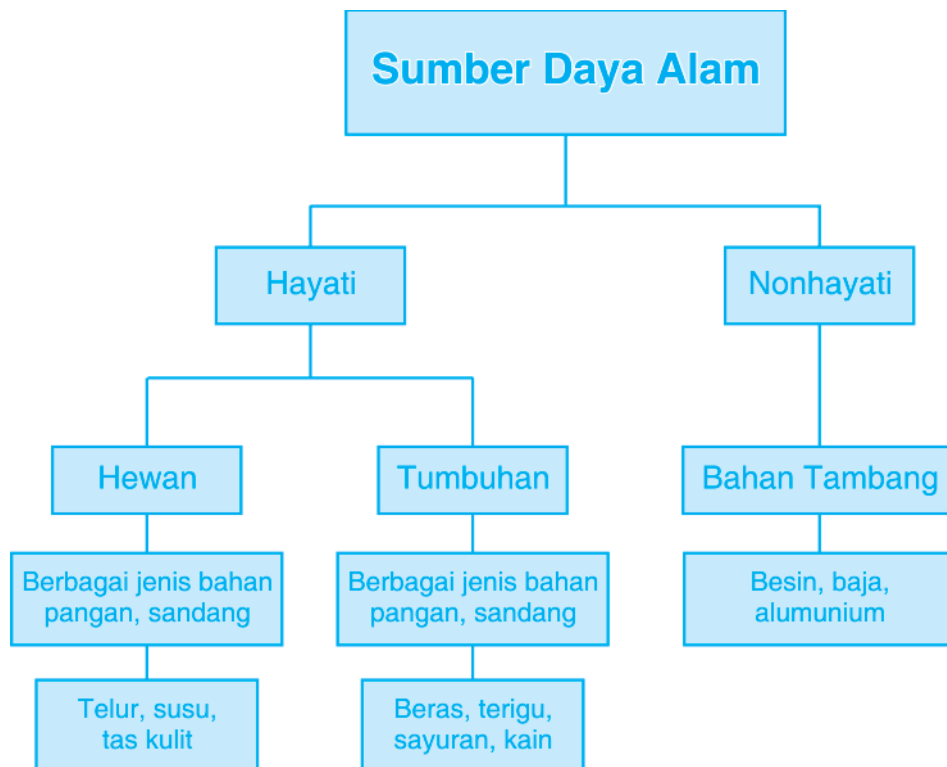 Sumber Daya Alam
Hayati
Nonhayati
Hewan
Tumbuhan
Bahan Tambang
Berbagai jenis bahan
pangan, sandang
Berbagai jenis bahan
pangan, sandang
Besin, baja,
alumunium
Telur, susu,
tas kulit
Beras, terigu,
sayuran, kain